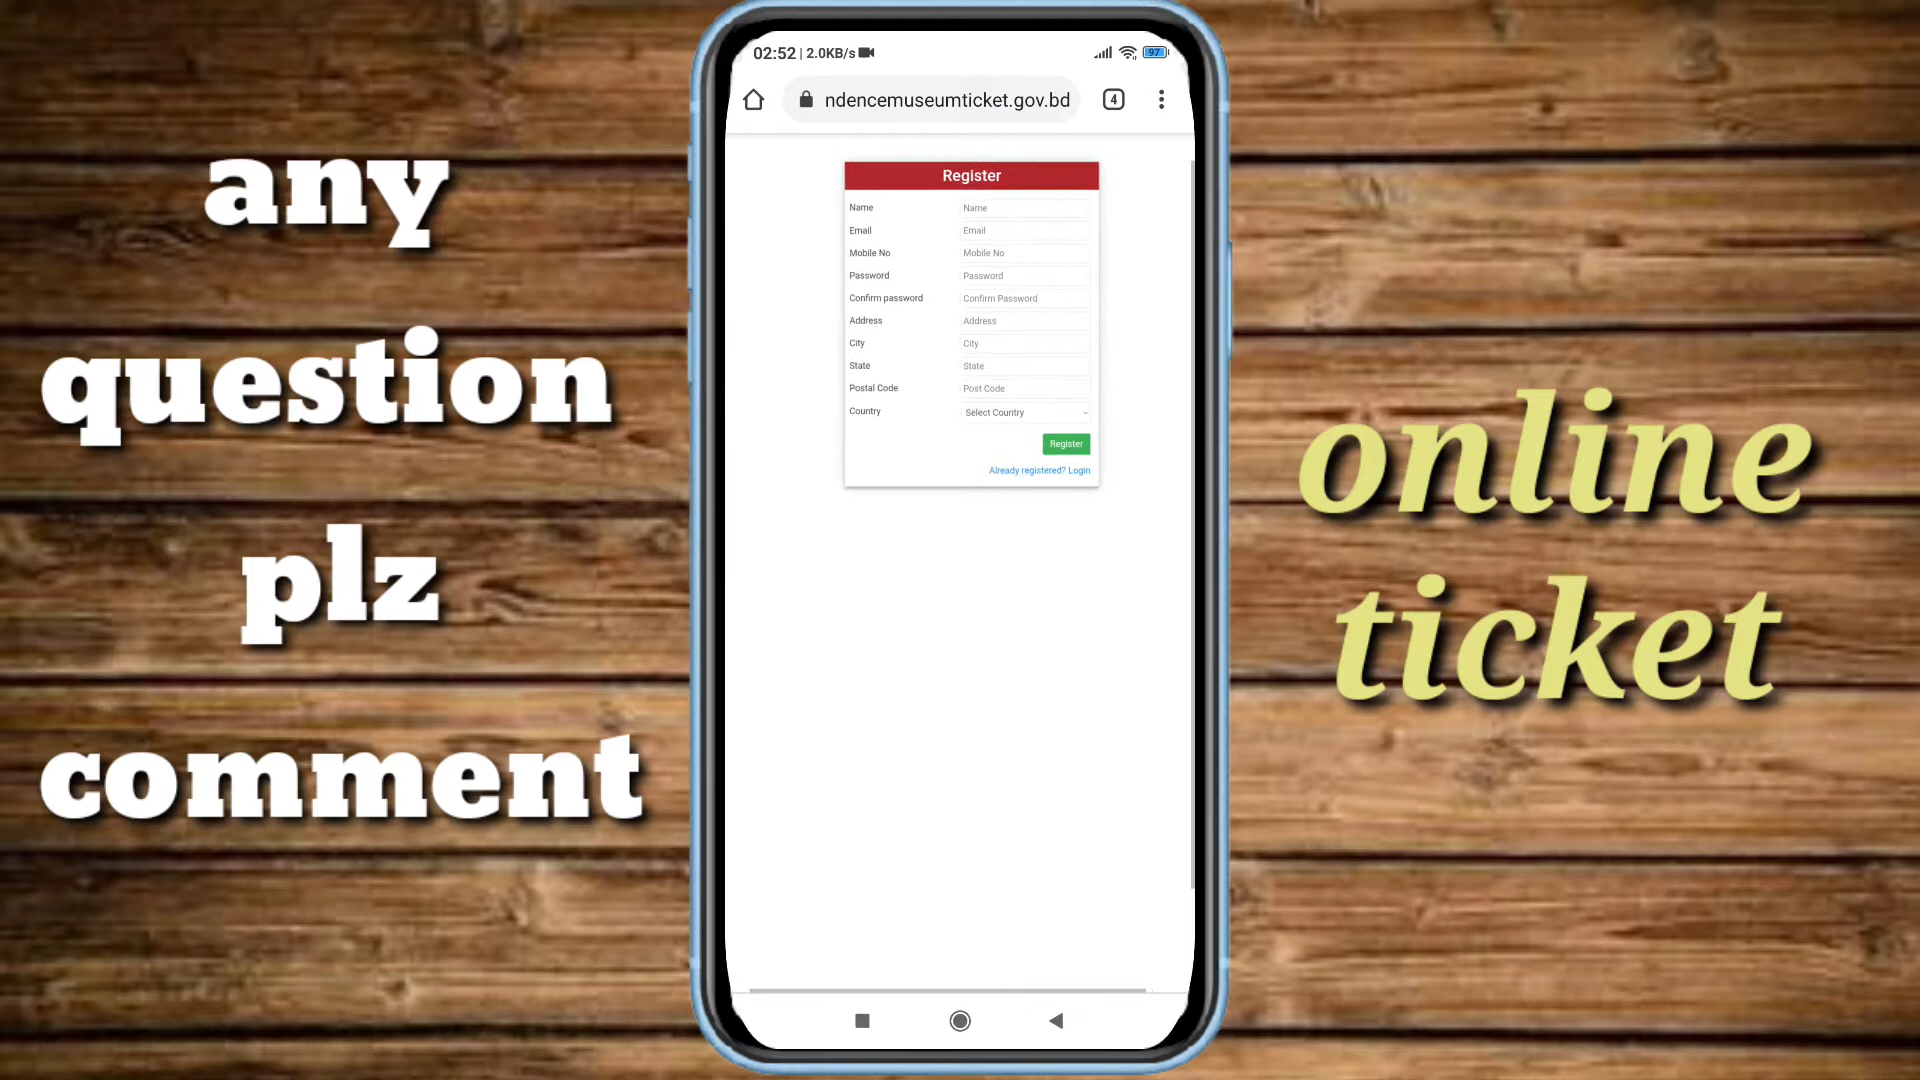 any
question
plz
comment
02:52 | 2.0KB/s
97
ndencemuseumticket.gov.bd
4
Register
Name
Name
Email
Email
Mobile No
Mobile No
Password
Password
Confirm password
Confirm Password
Address
Address
City
City
State
State
Postal Code
Post Code
Country
Select Country
Register
Already registered? Login
online
ticket